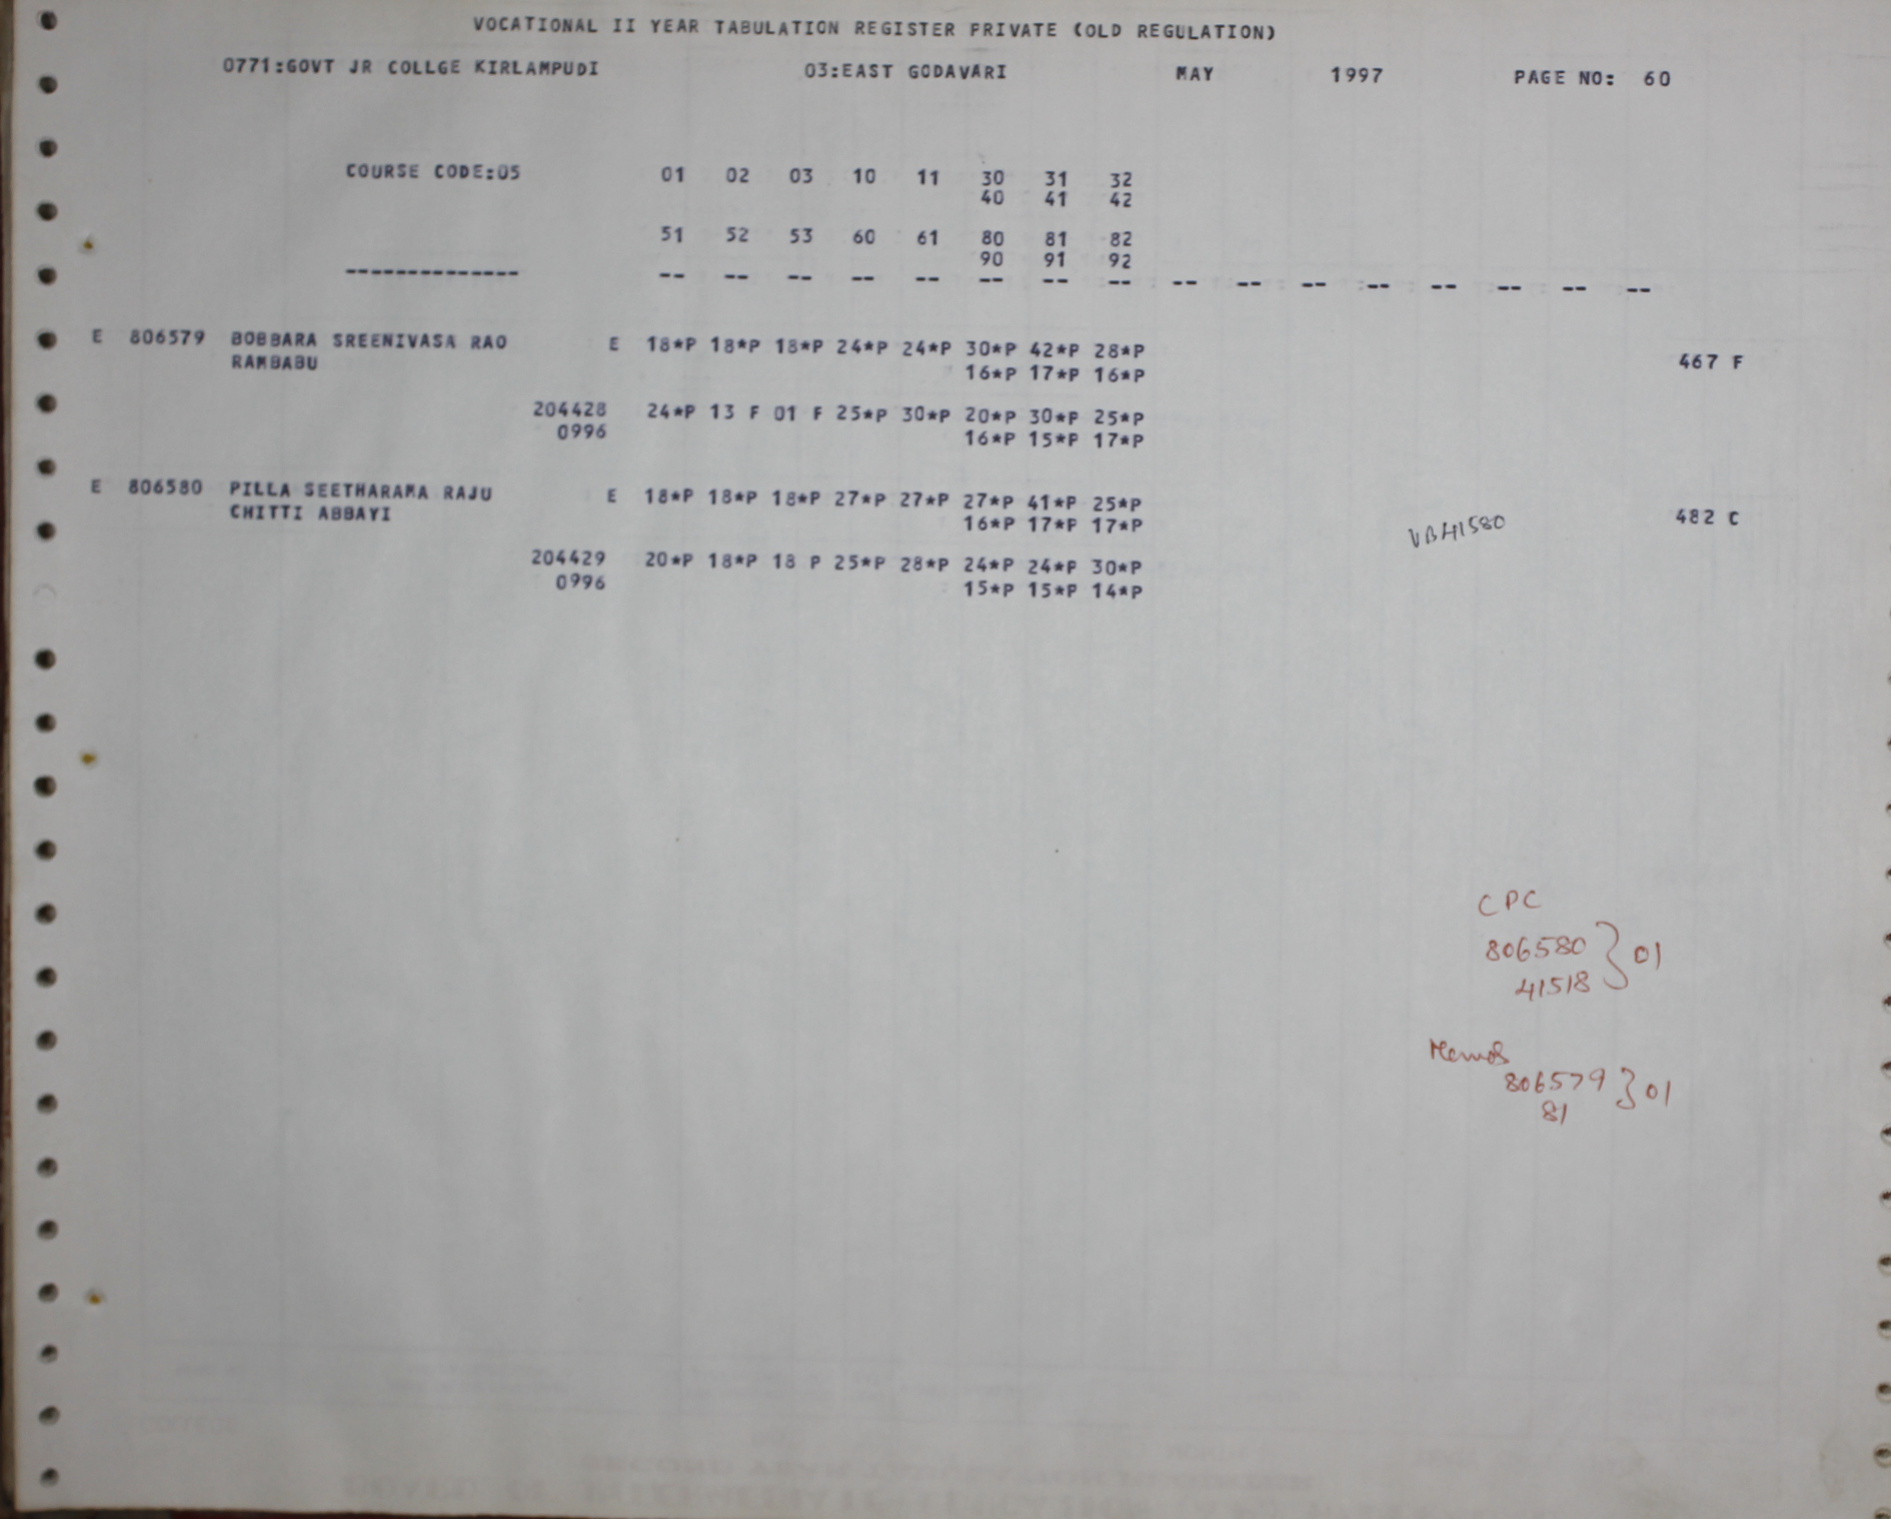 VOCATIONAL II YEAR TABULATION REGISTER PRIVATE (OLD REGULATION)
0771:GOVT JR COLLGE KIRLAMPUDI 03:EAST GODAVARI MAY 1997 PAGE NO: 60
COURSE CODE:05 01 02 03 10 11 30 31 32
40 41 42
51 52 53 60 61 80 81 82
90 91 92
-------------- -- -- -- -- -- -- -- -- -- -- -- -- -- -- -- --
E 806579 BOBBARA SREENIVASA RAO E 18*P 18*P 18*P 24*P 24*P 30*P 42*P 28*P 467 F
RAMBABU 16*P 17*P 16*P
204428 24*P 13 F 01 F 25*P 30*P 20*P 30*P 25*P
0996 16*P 15*P 17*P
E 806580 PILLA SEETHARAMA RAJU E 18*P 18*P 18*P 27*P 27*P 27*P 41*P 25*P 482 C
CHITTI ABBAYI 16*P 17*P 17*P VB41580
204429 20*P 18*P 18 P 25*P 28*P 24*P 24*P 30*P
0996 15*P 15*P 14*P
CPC
806580 } 01
41518
Memos
806579 } 01
81